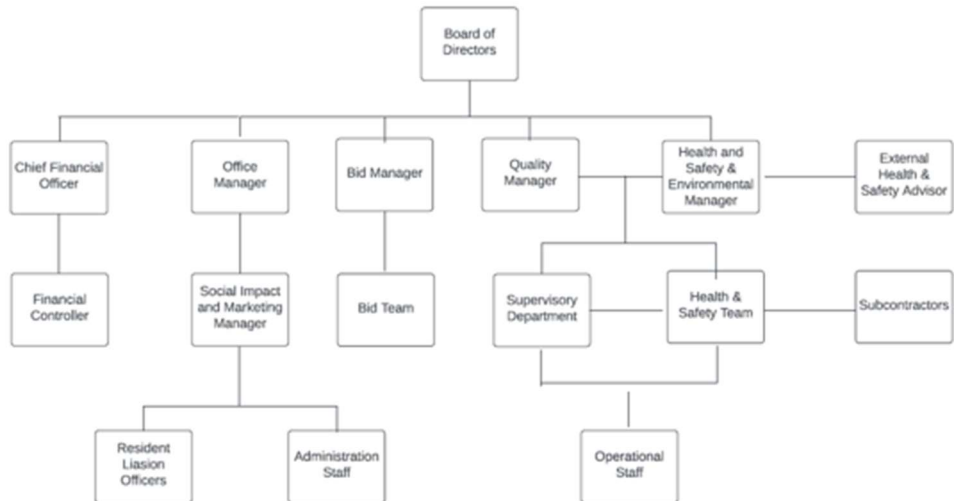 Board of
Directors
Chief Financial
Officer
Office
Manager
Bid Manager
Quality
Manager
Health and
Safety &
Environmental
Manager
External
Health &
Safety Advisor
Financial
Controller
Social Impact
and Marketing
Manager
Bid Team
Supervisory
Department
Health &
Safety Team
Subcontractors
Resident
Liasion
Officers
Administration
Staff
Operational
Staff